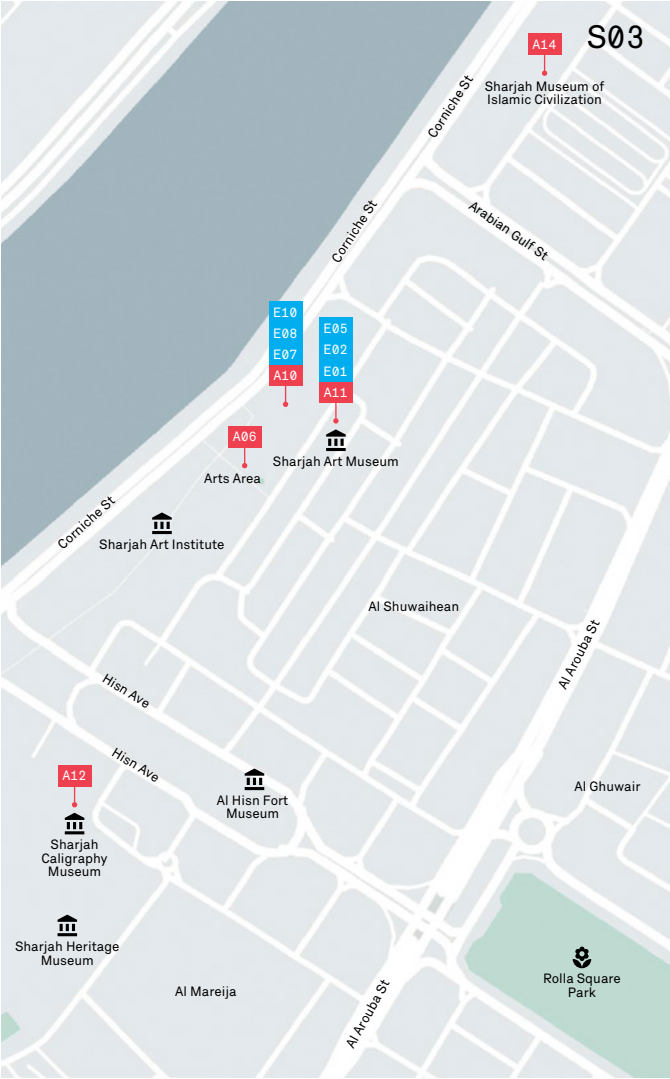 S03
A14
Sharjah Museum of
Islamic Civilization
Corniche St
Arabian Gulf St
Corniche St
E10
E08
E07
A10
E05
E02
E01
A11
A06
Sharjah Art Museum
Arts Area
Corniche St
Sharjah Art Institute
Al Shuwaihean
Al Arouba St
Hisn Ave
Hisn Ave
A12
Al Hisn Fort
Museum
Al Ghuwair
Sharjah
Caligraphy
Museum
Sharjah Heritage
Museum
Rolla Square
Park
Al Mareija
Al Arouba St